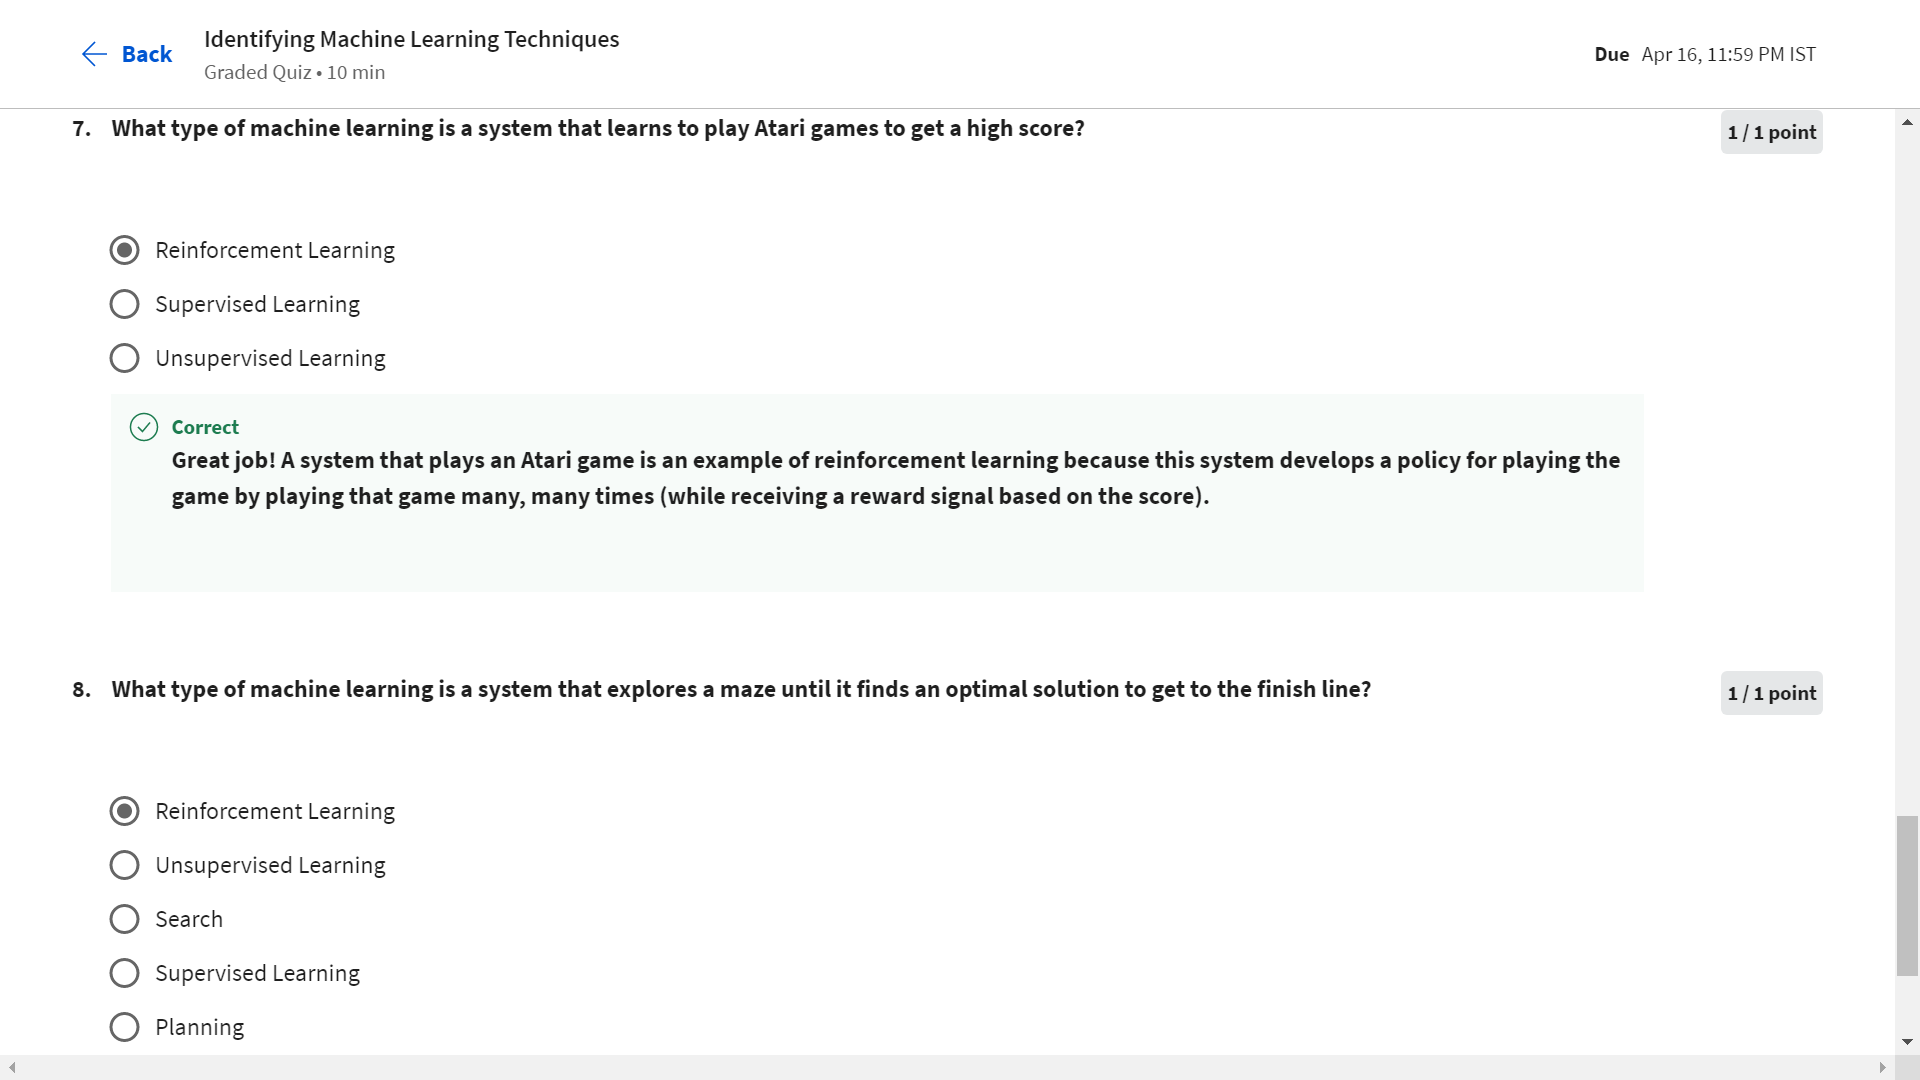 Back
Identifying Machine Learning Techniques
Graded Quiz • 10 min
Due Apr 16, 11:59 PM IST
7. What type of machine learning is a system that learns to play Atari games to get a high score?
1 / 1 point
Reinforcement Learning
Supervised Learning
Unsupervised Learning
Correct
Great job! A system that plays an Atari game is an example of reinforcement learning because this system develops a policy for playing the
game by playing that game many, many times (while receiving a reward signal based on the score).
8. What type of machine learning is a system that explores a maze until it finds an optimal solution to get to the finish line?
1 / 1 point
Reinforcement Learning
Unsupervised Learning
Search
Supervised Learning
Planning